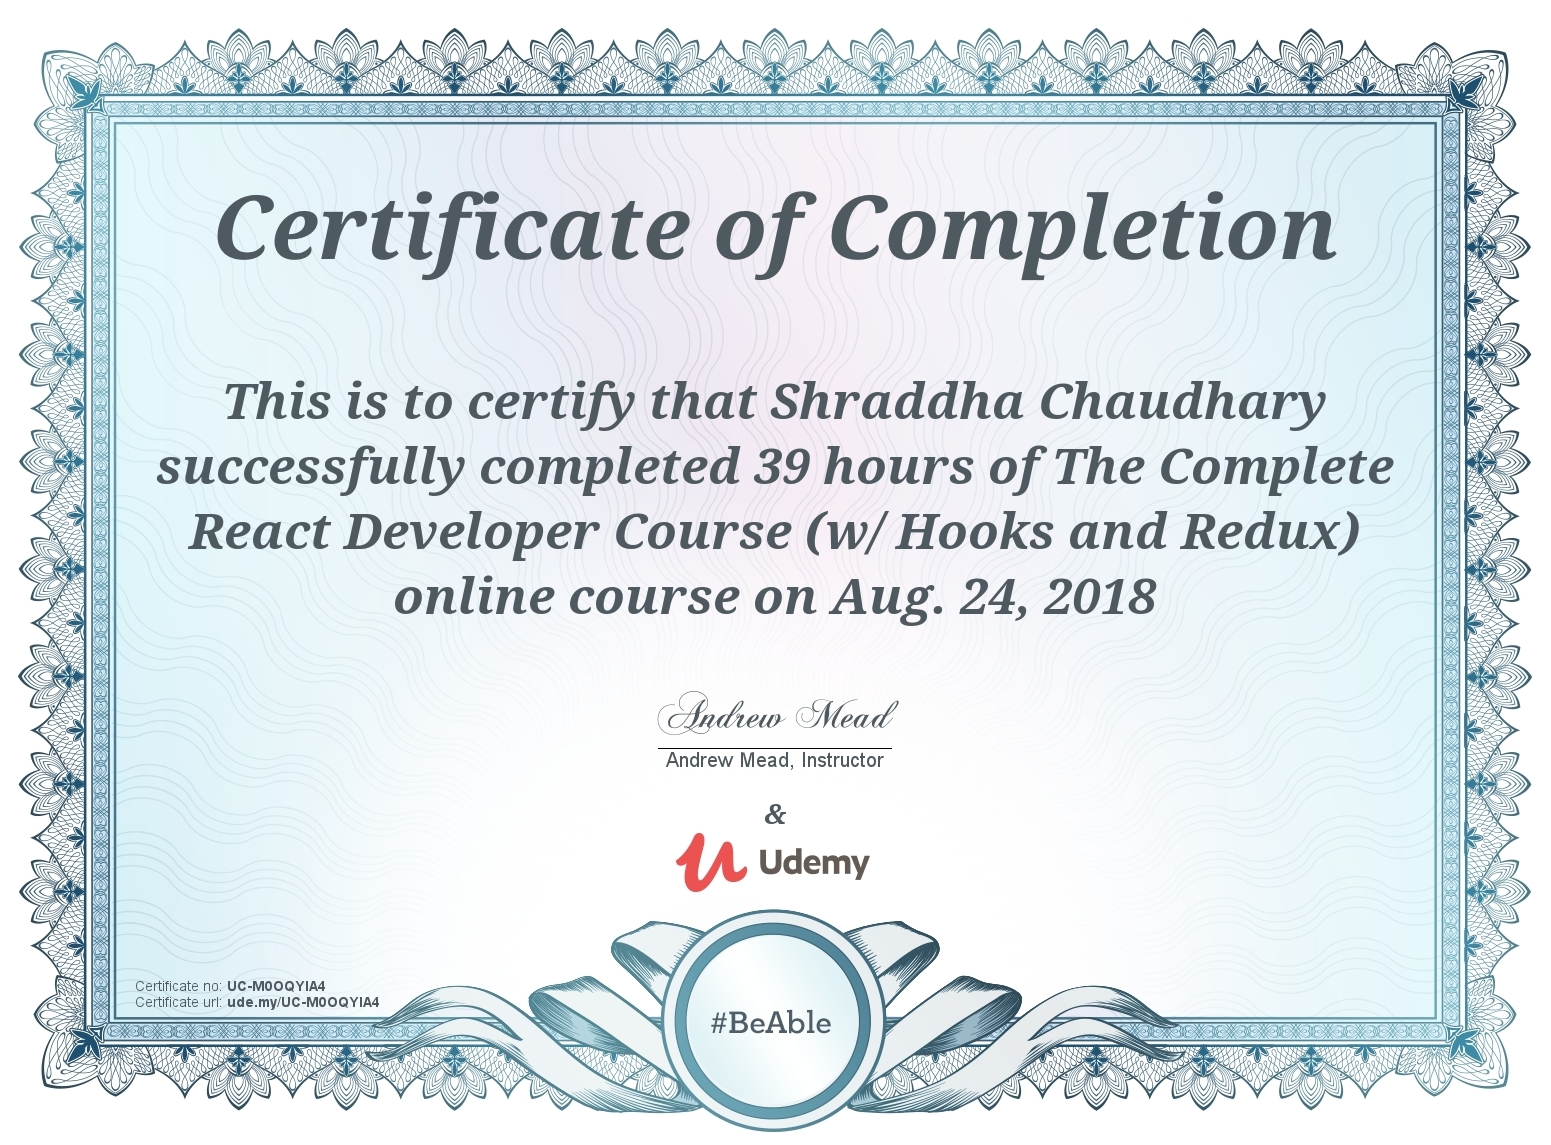 Certificate of Completion
This is to certify that Shraddha Chaudhary
successfully completed 39 hours of The Complete
React Developer Course (w/ Hooks and Redux)
online course on Aug. 24, 2018
Andrew Mead
Andrew Mead, Instructor
&
Udemy
Certificate no: UC-M0OQYIA4
Certificate url: ude.my/UC-M0OQYIA4
#BeAble